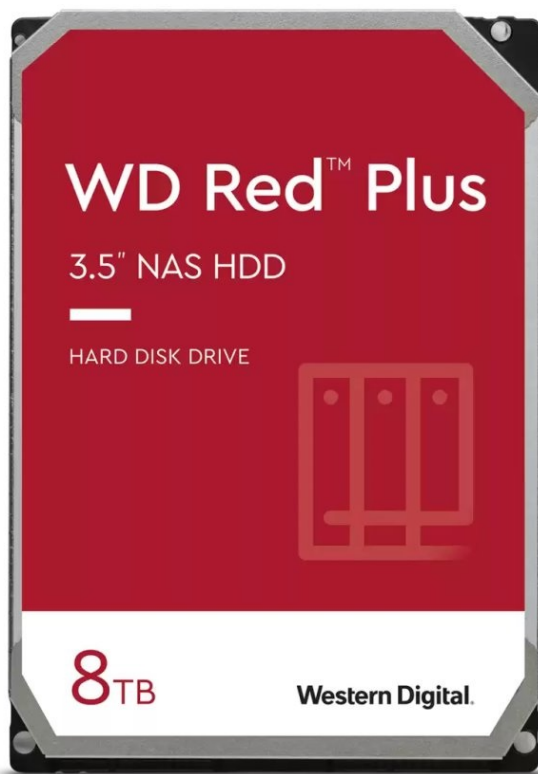 WD Red™ Plus
3.5" NAS HDD
HARD DISK DRIVE
8TB
Western Digital.